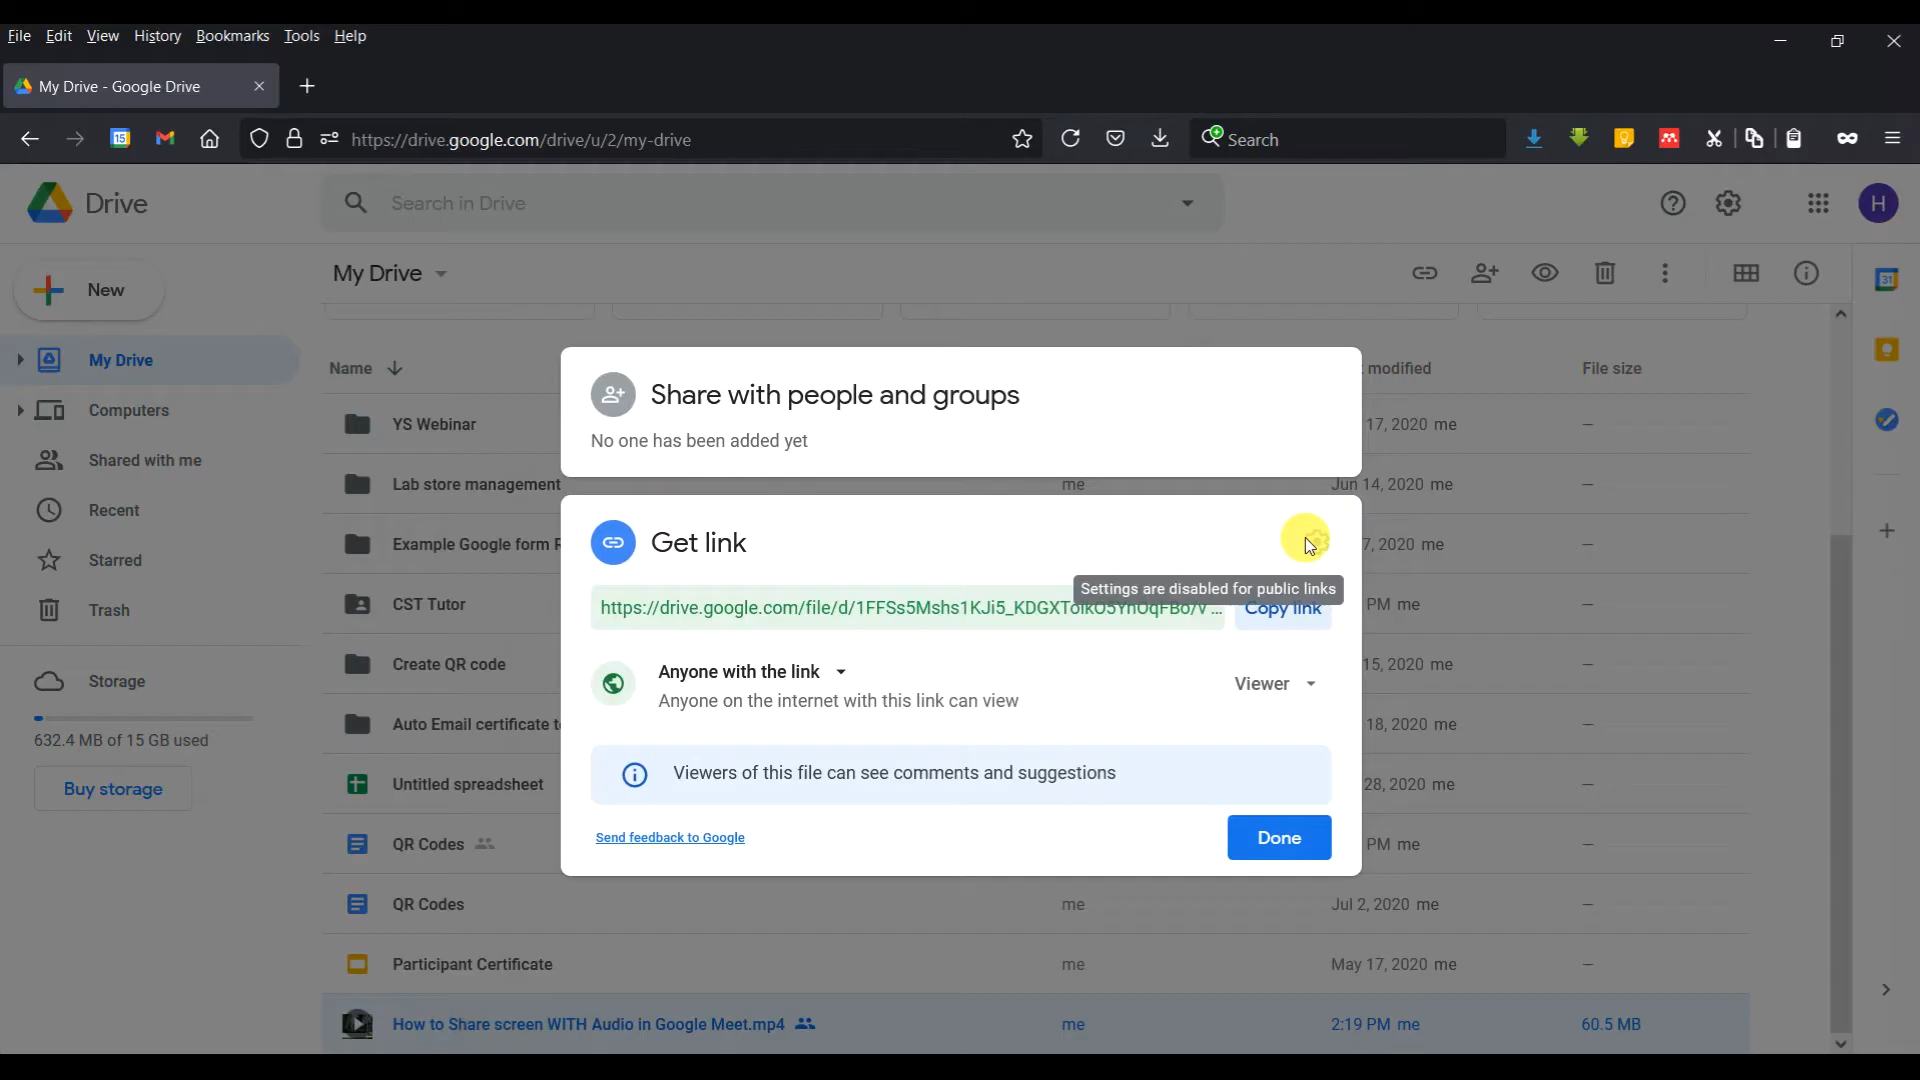 File Edit View History Bookmarks Tools Help
My Drive - Google Drive
15
https://drive.google.com/drive/u/2/my-drive
Search
Drive
Search in Drive
H
New
My Drive
31
My Drive
Computers
Shared with me
Recent
Starred
Trash
Storage
632.4 MB of 15 GB used
Buy storage
Name
modified
File size
YS Webinar
17, 2020 me
–
Lab store management
me
Jun 14, 2020 me
–
Example Google form
7, 2020 me
–
CST Tutor
PM me
–
Create QR code
15, 2020 me
–
Auto Email certificate
18, 2020 me
–
Untitled spreadsheet
28, 2020 me
–
QR Codes
PM me
–
QR Codes
me
Jul 2, 2020 me
–
Participant Certificate
me
May 17, 2020 me
–
How to Share screen WITH Audio in Google Meet.mp4
me
2:19 PM me
60.5 MB
Share with people and groups
No one has been added yet
Get link
Settings are disabled for public links
Copy link
Anyone with the link
Anyone on the internet with this link can view
Viewer
Viewers of this file can see comments and suggestions
Send feedback to Google
Done